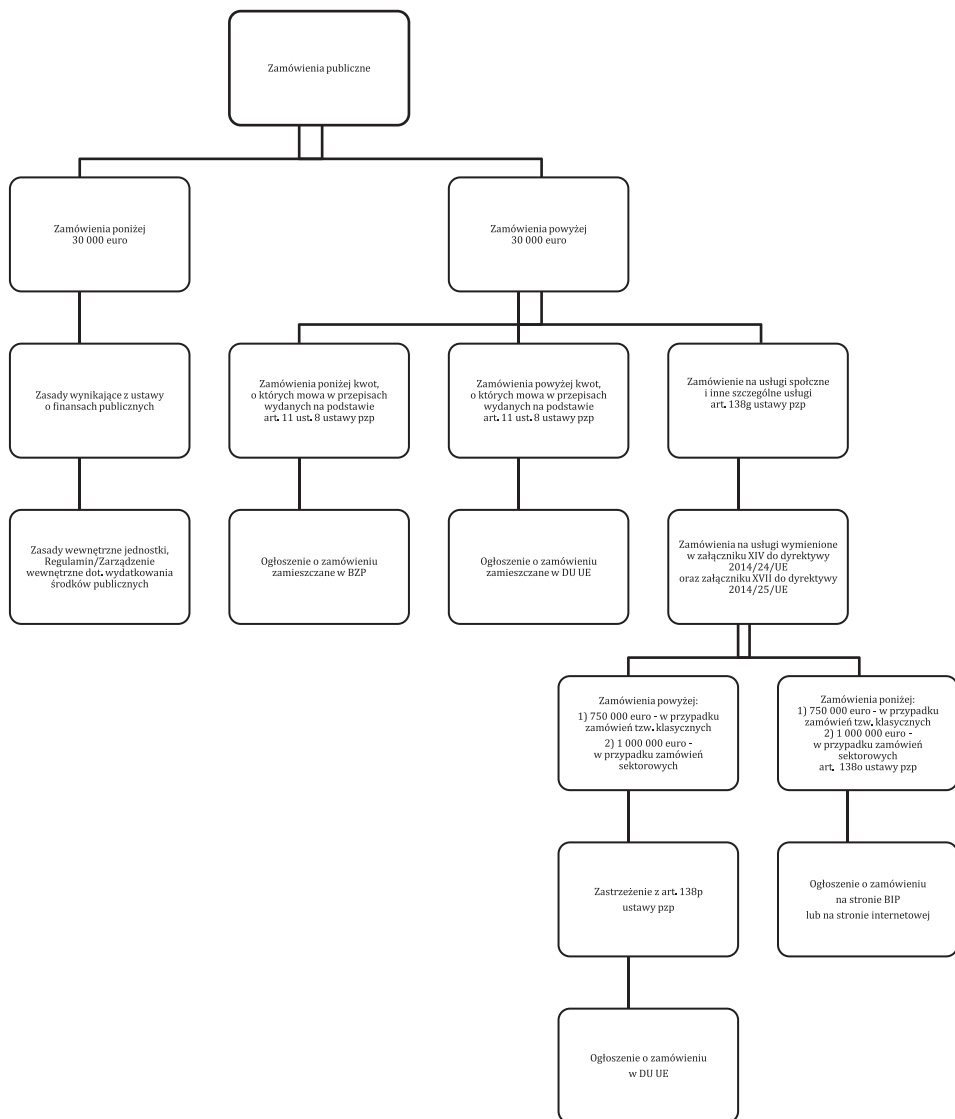 Zamówienia publiczne
Zamówienia poniżej
30 000 euro
Zamówienia powyżej
30 000 euro
Zasady wynikające z ustawy
o finansach publicznych
Zamówienia poniżej kwot,
o których mowa w przepisach
wydanych na podstawie
art. 11 ust. 8 ustawy pzp
Zamówienia powyżej kwot,
o których mowa w przepisach
wydanych na podstawie
art. 11 ust. 8 ustawy pzp
Zamówienie na usługi społczne
i inne szczególne usługi
art. 138g ustawy pzp
Zasady wewnętrzne jednostki,
Regulamin/Zarządzenie
wewnętrzne dot. wydatkowania
środków publicznych
Ogłoszenie o zamówieniu
zamieszczane w BZP
Ogłoszenie o zamówieniu
zamieszczane w DU UE
Zamówienia na usługi wymienione
w załączniku XIV do dyrektywy
2014/24/UE
oraz załączniku XVII do dyrektywy
2014/25/UE
Zamówienia powyżej:
1) 750 000 euro - w przypadku
zamówień tzw. klasycznych
2) 1 000 000 euro -
w przypadku zamówień
sektorowych
Zamówienia poniżej:
1) 750 000 euro - w przypadku
zamówień tzw. klasycznych
2) 1 000 000 euro -
w przypadku zamówień
sektorowych
art. 138o ustawy pzp
Zastrzeżenie z art. 138p
ustawy pzp
Ogłoszenie o zamówieniu
na stronie BIP
lub na stronie internetowej
Ogłoszenie o zamówieniu
w DU UE